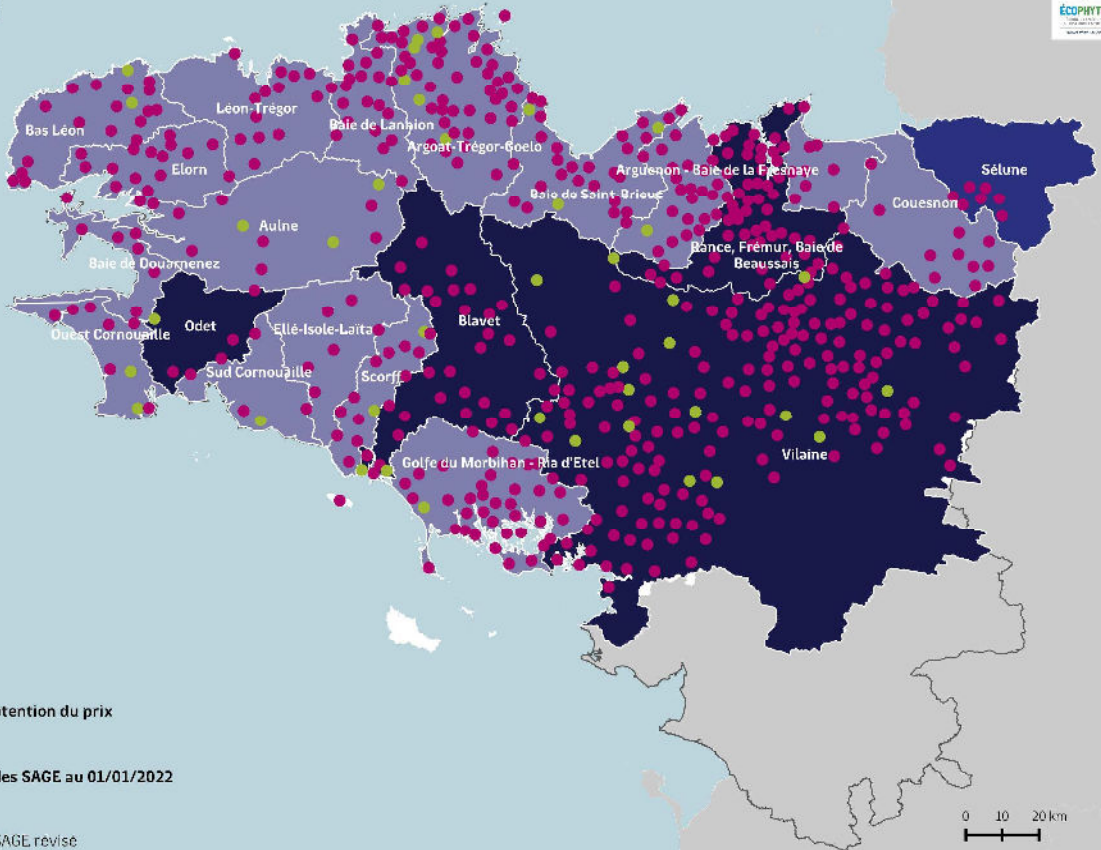 ÉCOPHYT
Léon-Trégor
Bas Léon
Baie de Lannion
Argoat-Trégor-Goëlo
Elorn
Arguenon - Baie de la Fresnaye
Sélune
Baie de Saint-Brieuc
Couesnon
Aulne
Rance, Frémur, Baie de
Beaussais
Baie de Douarnenez
Odet
Blavet
Ouest Cornouaille
Ellé-Isole-Laïta
Sud Cornouaille
Scorff
Vilaine
Golfe du Morbihan - Ria d'Etel
tention du prix
les SAGE au 01/01/2022
0 10 20 km
SAGE révisé